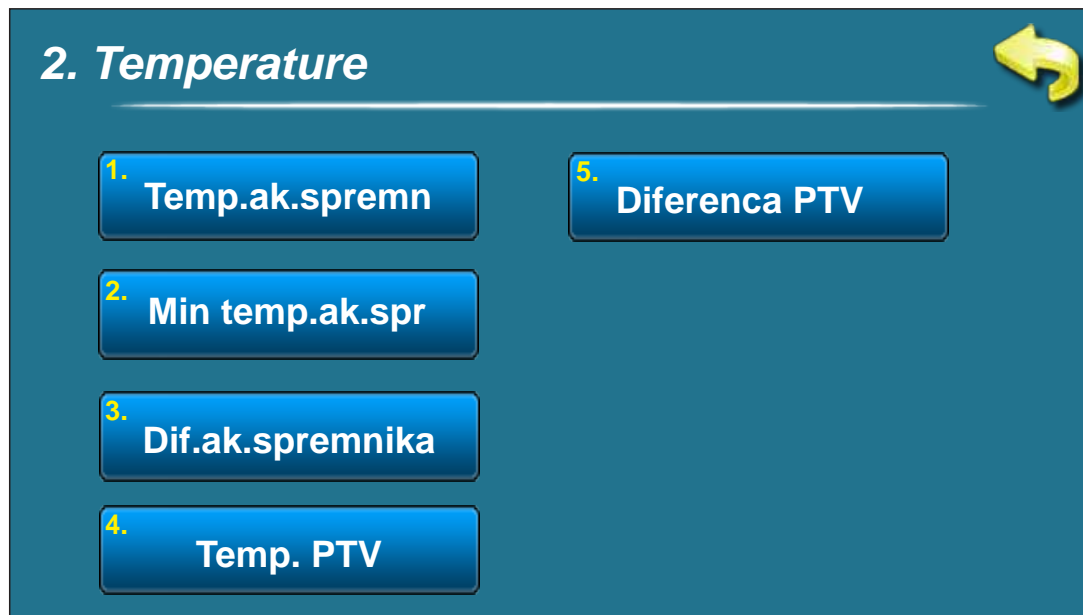 2. Temperature
1. Temp.ak.spremn
2. Min temp.ak.spr
3. Dif.ak.spremnika
4. Temp. PTV
5. Diferenca PTV